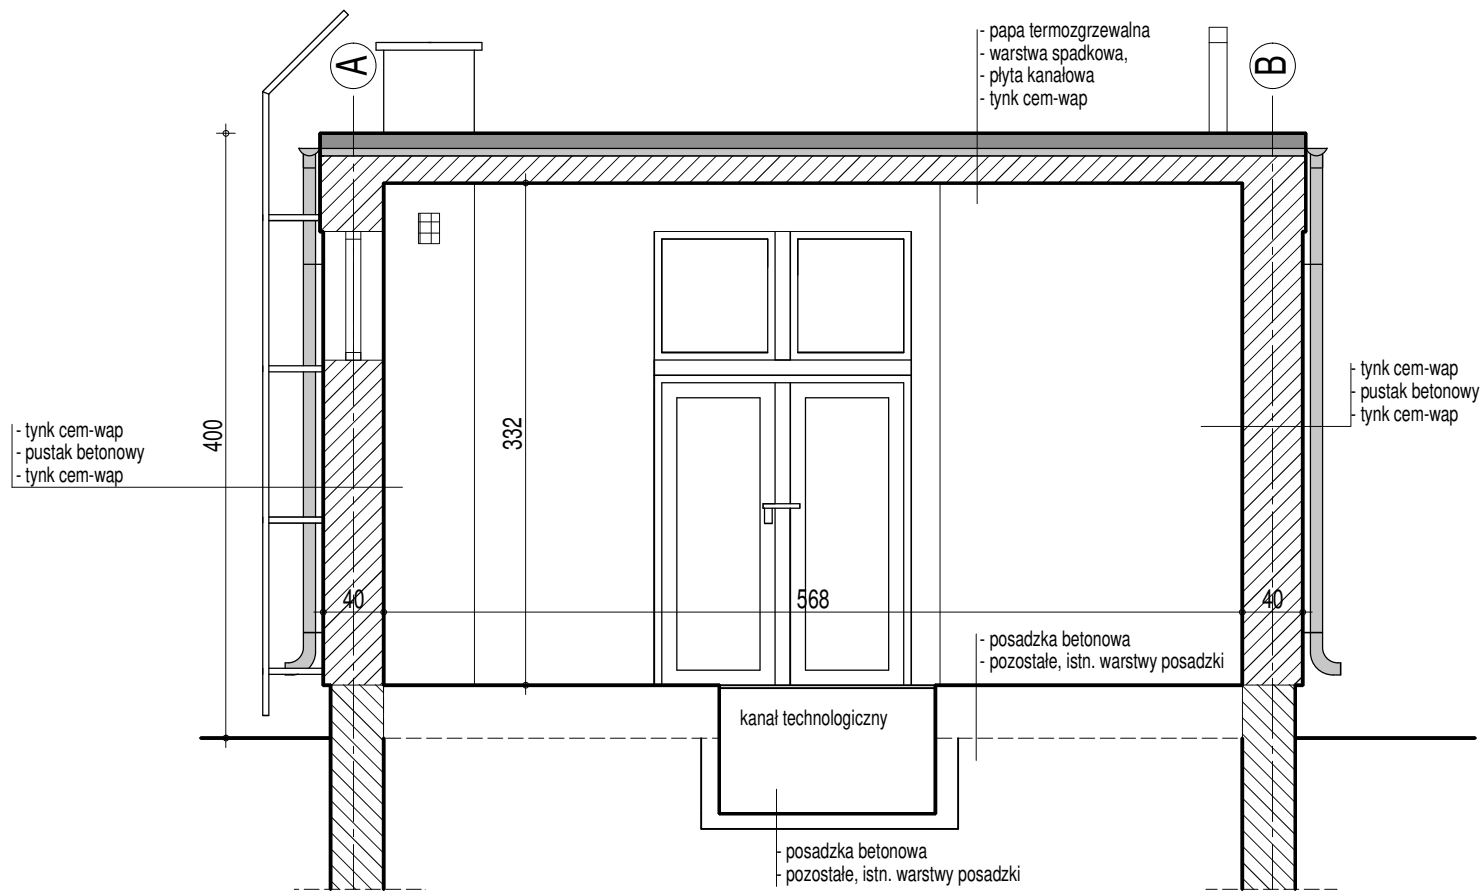 A
B
- papa termozgrzewalna
- warstwa spadkowa,
- płyta kanałowa
- tynk cem-wap
- tynk cem-wap
- pustak betonowy
- tynk cem-wap
400
332
- tynk cem-wap
- pustak betonowy
- tynk cem-wap
40
568
40
- posadzka betonowa
- pozostałe, istn. warstwy posadzki
kanał technologiczny
- posadzka betonowa
- pozostałe, istn. warstwy posadzki